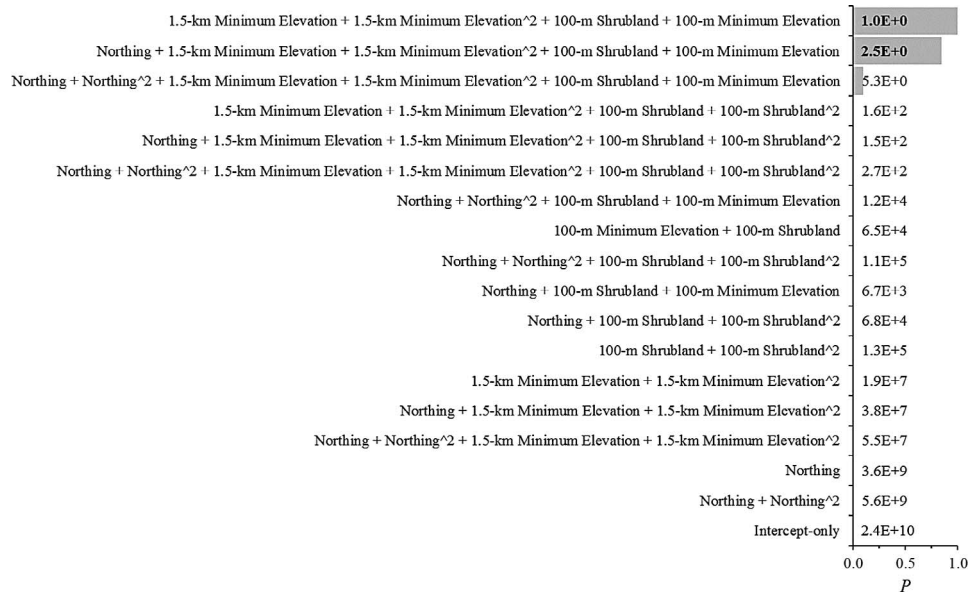 1.5-km Minimum Elevation + 1.5-km Minimum Elevation^2 + 100-m Shrubland + 100-m Minimum Elevation 1.0E+0
Northing + 1.5-km Minimum Elevation + 1.5-km Minimum Elevation^2 + 100-m Shrubland + 100-m Minimum Elevation 2.5E+0
Northing + Northing^2 + 1.5-km Minimum Elevation + 1.5-km Minimum Elevation^2 + 100-m Shrubland + 100-m Minimum Elevation 5.3E+0
1.5-km Minimum Elevation + 1.5-km Minimum Elevation^2 + 100-m Shrubland + 100-m Shrubland^2 1.6E+2
Northing + 1.5-km Minimum Elevation + 1.5-km Minimum Elevation^2 + 100-m Shrubland + 100-m Shrubland^2 1.5E+2
Northing + Northing^2 + 1.5-km Minimum Elevation + 1.5-km Minimum Elevation^2 + 100-m Shrubland + 100-m Shrubland^2 2.7E+2
Northing + Northing^2 + 100-m Shrubland + 100-m Minimum Elevation 1.2E+4
100-m Minimum Elevation + 100-m Shrubland 6.5E+4
Northing + Northing^2 + 100-m Shrubland + 100-m Shrubland^2 1.1E+5
Northing + 100-m Shrubland + 100-m Minimum Elevation 6.7E+3
Northing + 100-m Shrubland + 100-m Shrubland^2 6.8E+4
100-m Shrubland + 100-m Shrubland^2 1.3E+5
1.5-km Minimum Elevation + 1.5-km Minimum Elevation^2 1.9E+7
Northing + 1.5-km Minimum Elevation + 1.5-km Minimum Elevation^2 3.8E+7
Northing + Northing^2 + 1.5-km Minimum Elevation + 1.5-km Minimum Elevation^2 5.5E+7
Northing 3.6E+9
Northing + Northing^2 5.6E+9
Intercept-only 2.4E+10
0.0 0.5 1.0
P